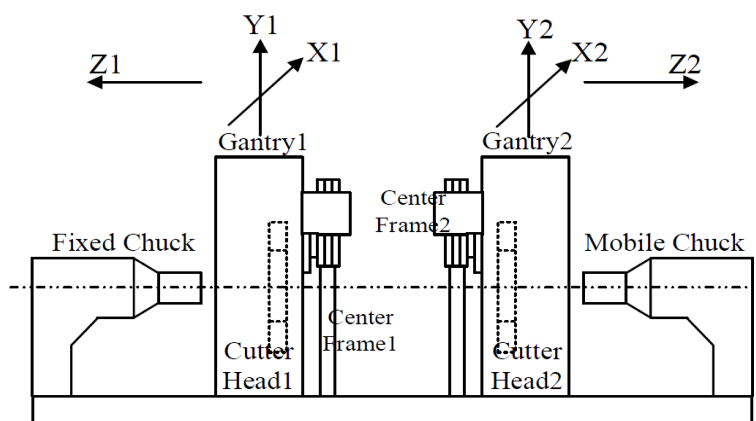 Y1
X1
Z1
Y2
X2
Z2
Gantry1
Gantry2
Center
Frame2
Fixed Chuck
Mobile Chuck
Center
Frame1
Cutter
Head1
Cutter
Head2